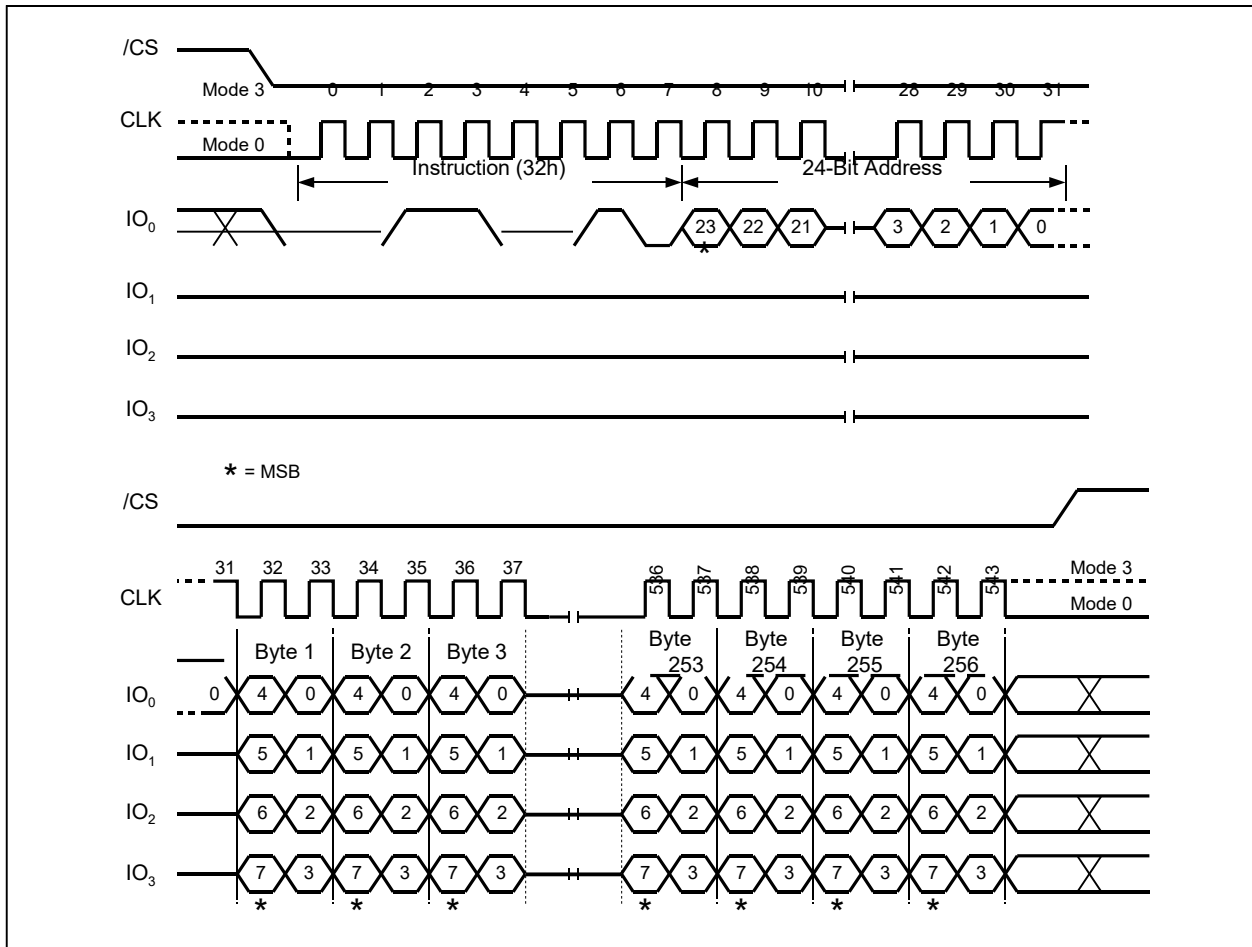 /CS
Mode 3 0 1 2 3 4 5 6 7 8 9 10 28 29 30 31
CLK
Mode 0
Instruction (32h) 24-Bit Address
IO0 23 22 21 3 2 1 0
*
IO1
IO2
IO3
* = MSB
/CS
31 32 33 34 35 36 37 536 537 538 539 540 541 542 543 Mode 3
CLK
Mode 0
Byte 1 Byte 2 Byte 3 Byte 253 Byte 254 Byte 255 Byte 256
IO0 0 4 0 4 0 4 0 4 0 4 0 4 0 4 0
IO1 5 1 5 1 5 1 5 1 5 1 5 1 5 1
IO2 6 2 6 2 6 2 6 2 6 2 6 2 6 2
IO3 7 3 7 3 7 3 7 3 7 3 7 3 7 3
* * * * * * *